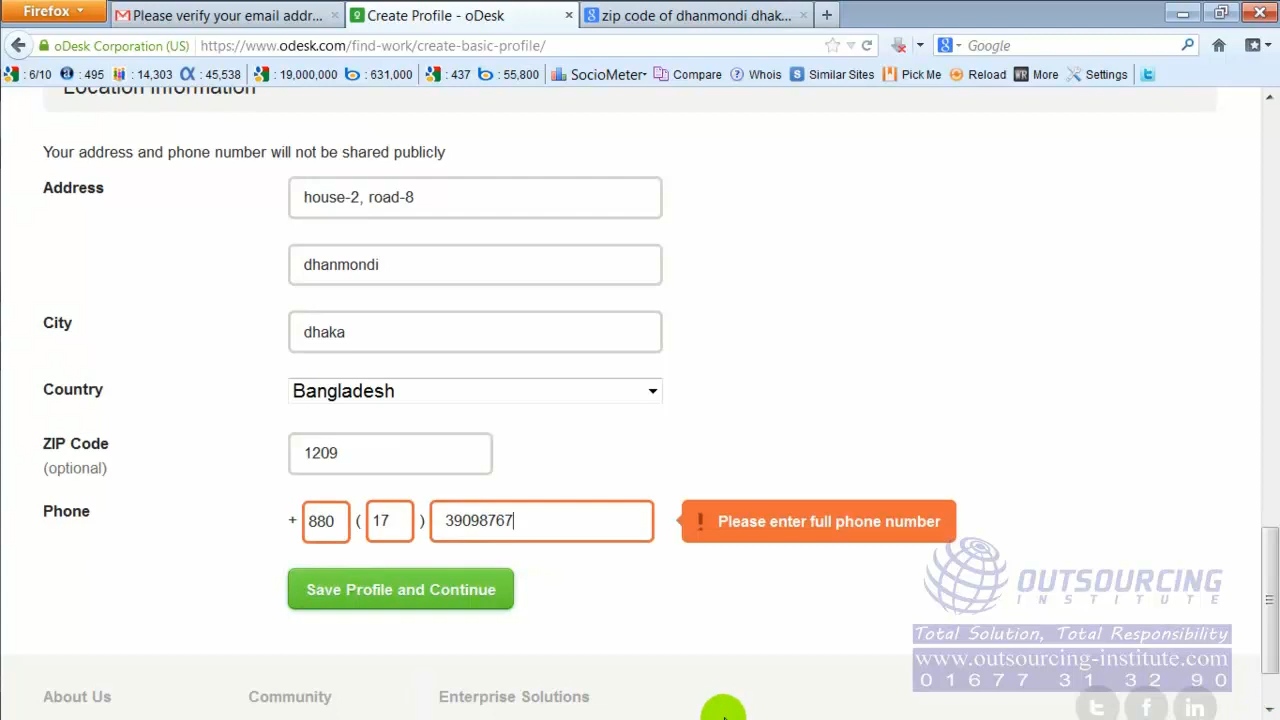 Firefox
Please verify your email addr...
Create Profile - oDesk
zip code of dhanmondi dhak...
oDesk Corporation (US)
https://www.odesk.com/find-work/create-basic-profile/
Google
: 6/10
: 495
: 14,303
: 45,538
: 19,000,000
: 631,000
: 437
: 55,800
SocioMeter
Compare
Whois
Similar Sites
Pick Me
Reload
More
Settings
Location Information
Your address and phone number will not be shared publicly
Address
house-2, road-8
dhanmondi
City
dhaka
Country
Bangladesh
ZIP Code
(optional)
1209
Phone
+ 880 ( 17 ) 39098767
! Please enter full phone number
Save Profile and Continue
OUTSOURCING
INSTITUTE
Total Solution, Total Responsibility
www.outsourcing-institute.com
01677 31 32 90
About Us
Community
Enterprise Solutions